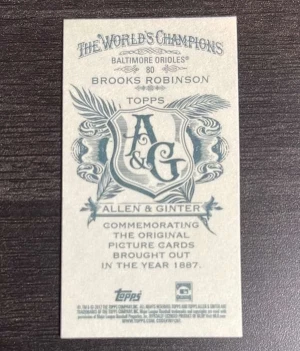 THE WORLD'S CHAMPIONS
BALTIMORE ORIOLES®
80
BROOKS ROBINSON
TOPPS
A&G
ALLEN & GINTER
COMMEMORATING
THE ORIGINAL
PICTURE CARDS
BROUGHT OUT
IN THE YEAR 1887.
Topps